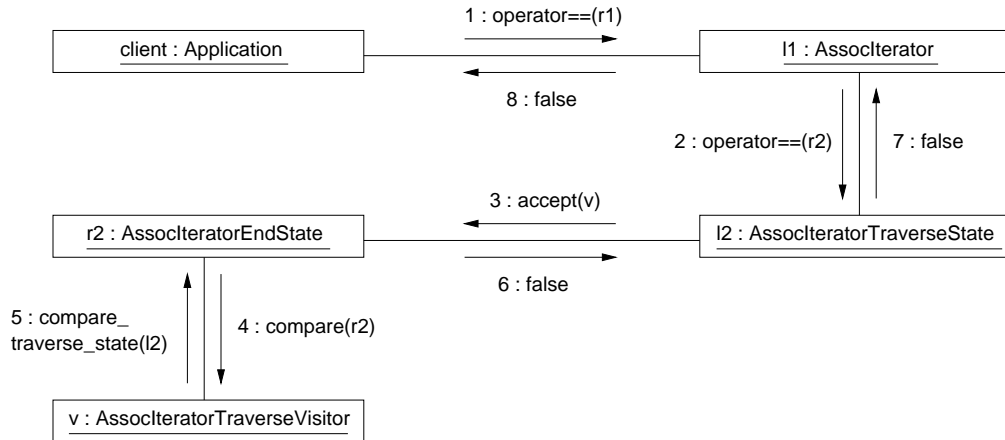 1 : operator==(r1)
client : Application
l1 : AssocIterator
8 : false
2 : operator==(r2)
7 : false
3 : accept(v)
r2 : AssocIteratorEndState
l2 : AssocIteratorTraverseState
6 : false
5 : compare_
traverse_state(l2)
4 : compare(r2)
v : AssocIteratorTraverseVisitor